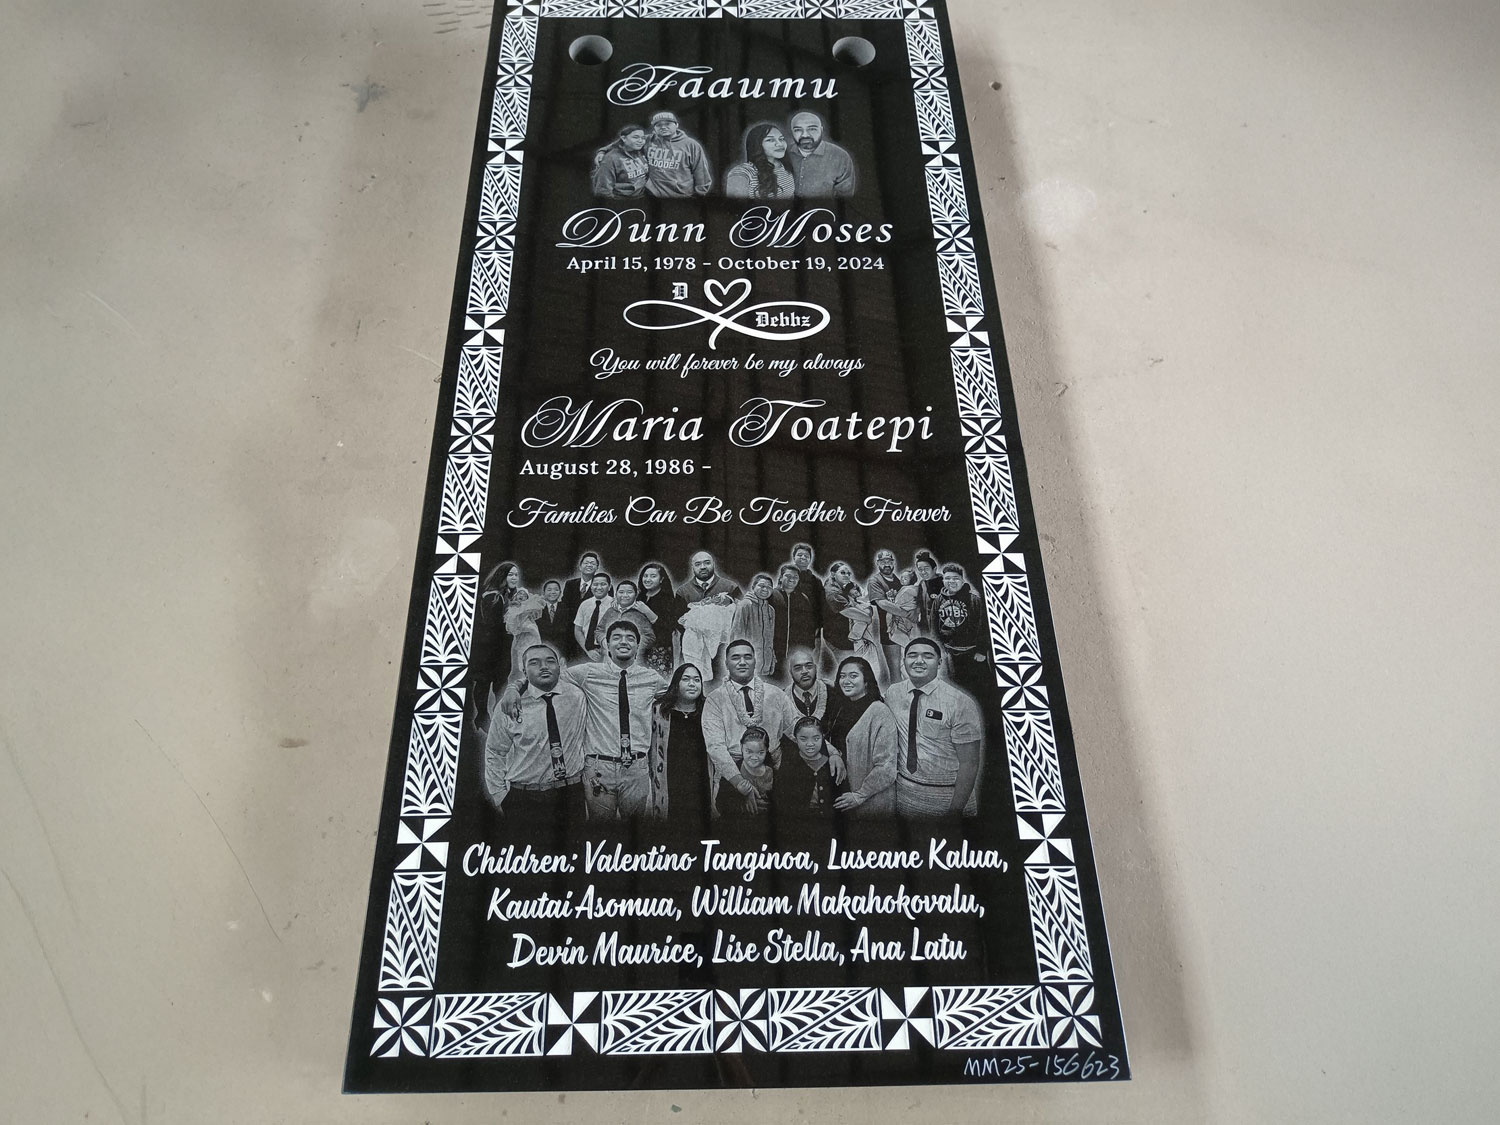 Faaumu
GOLD
BLOODED
Dunn Moses
April 15, 1978 - October 19, 2024
D
Debbz
You will forever be my always
Maria Toatepi
August 28, 1986 -
Families Can Be Together Forever
Children: Valentino Tanginoa, Luseane Kalua,
Kautai Asomua, William Makahokovalu,
Devin Maurice, Lise Stella, Ana Latu
MM25-156623